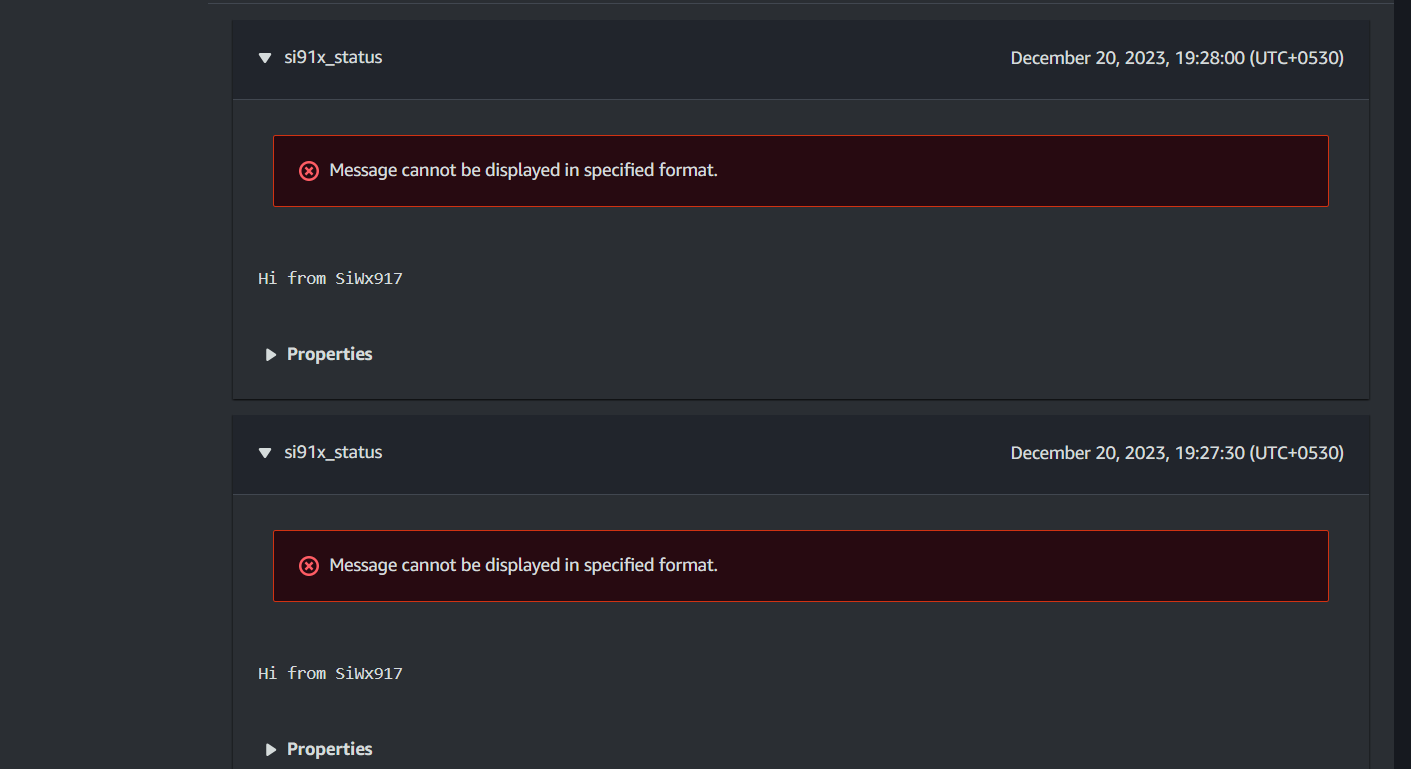 si91x_status December 20, 2023, 19:28:00 (UTC+0530)
Message cannot be displayed in specified format.
Hi from SiWx917
Properties
si91x_status December 20, 2023, 19:27:30 (UTC+0530)
Message cannot be displayed in specified format.
Hi from SiWx917
Properties